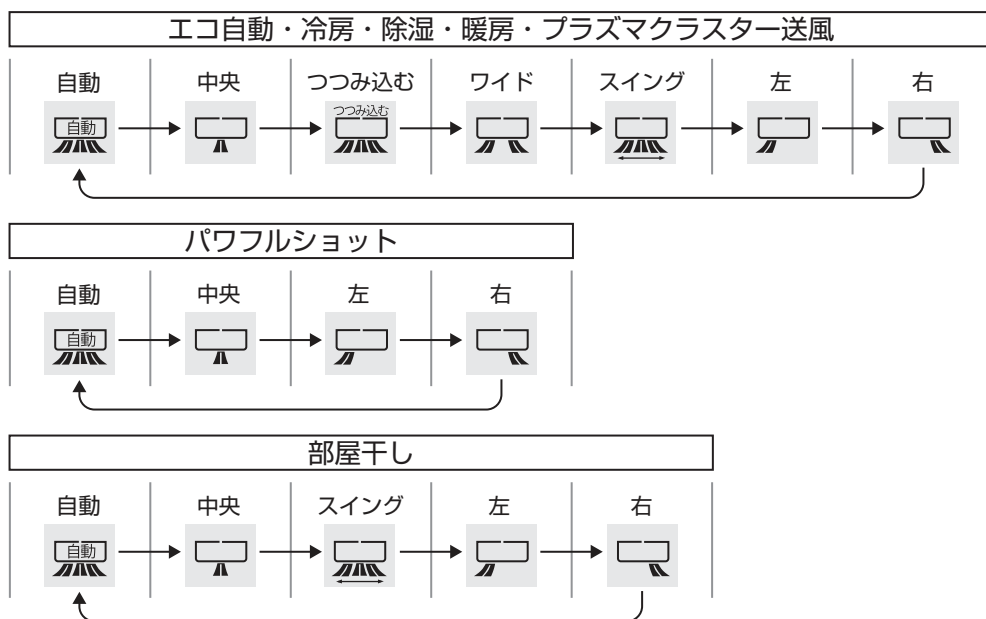 エコ自動・冷房・除湿・暖房・プラズマクラスター送風
自動 中央 つつみ込む ワイド スイング 左 右
自動 つつみ込む
パワフルショット
自動 中央 左 右
自動
部屋干し
自動 中央 スイング 左 右
自動